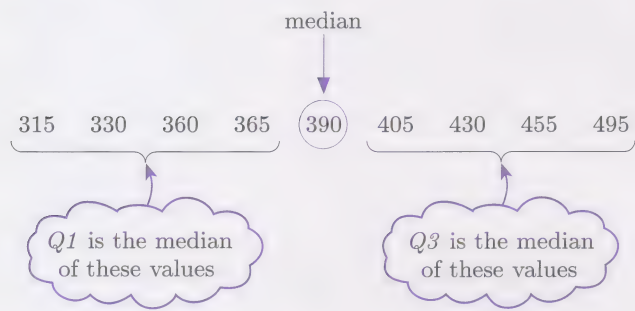 median
315 330 360 365 390 405 430 455 495
Q1 is the median
of these values
Q3 is the median
of these values